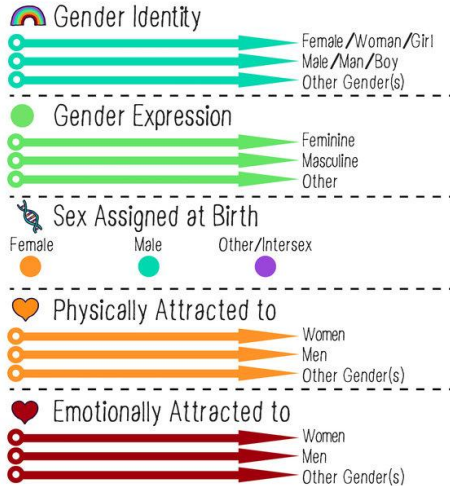 Gender Identity
Female/Woman/Girl
Male/Man/Boy
Other Gender(s)
Gender Expression
Feminine
Masculine
Other
Sex Assigned at Birth
Female Male Other/Intersex
Physically Attracted to
Women
Men
Other Gender(s)
Emotionally Attracted to
Women
Men
Other Gender(s)